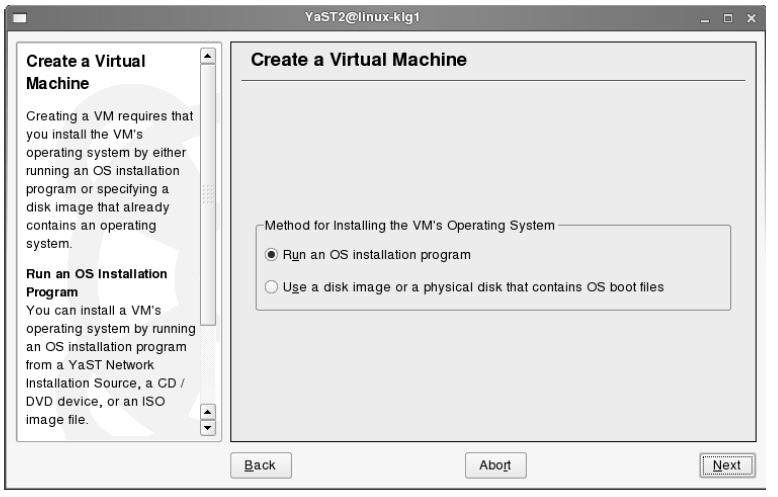 YaST2@linux-klg1
Create a Virtual
Machine
Creating a VM requires that
you install the VM's
operating system by either
running an OS installation
program or specifying a
disk image that already
contains an operating
system.
Run an OS Installation
Program
You can install a VM's
operating system by running
an OS installation program
from a YaST Network
Installation Source, a CD /
DVD device, or an ISO
image file.
Create a Virtual Machine
Method for Installing the VM's Operating System
Run an OS installation program
Use a disk image or a physical disk that contains OS boot files
Back
Abort
Next